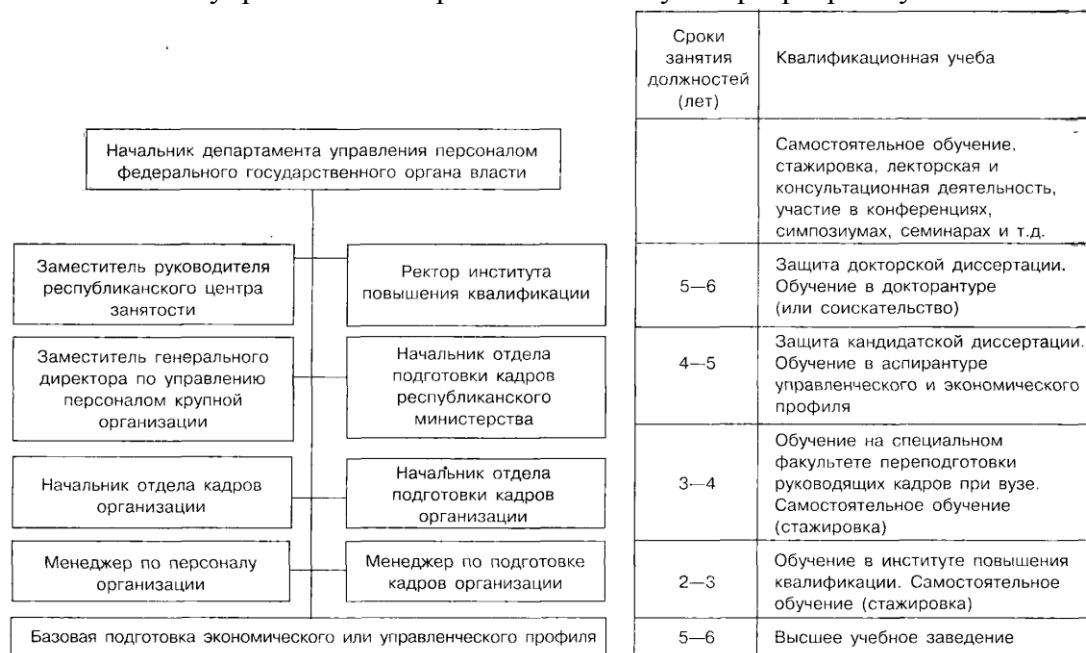 Сроки
занятия
должностей
(лет)
Квалификационная учеба
Начальник департамента управления персоналом
федерального государственного органа власти
Самостоятельное обучение,
стажировка, лекторская и
консультационная деятельность,
участие в конференциях,
симпозиумах, семинарах и т.д.
Заместитель руководителя
республиканского центра
занятости
Ректор института
повышения квалификации
5—6
Защита докторской диссертации.
Обучение в докторантуре
(или соискательство)
Заместитель генерального
директора по управлению
персоналом крупной
организации
Начальник отдела
подготовки кадров
республиканского
министерства
4—5
Защита кандидатской диссертации.
Обучение в аспирантуре
управленческого и экономического
профиля
Начальник отдела кадров
организации
Начальник отдела
подготовки кадров
организации
3—4
Обучение на специальном
факультете переподготовки
руководящих кадров при вузе.
Самостоятельное обучение
(стажировка)
Менеджер по персоналу
организации
Менеджер по подготовке
кадров организации
2—3
Обучение в институте повышения
квалификации. Самостоятельное
обучение (стажировка)
Базовая подготовка экономического или управленческого профиля
5—6
Высшее учебное заведение